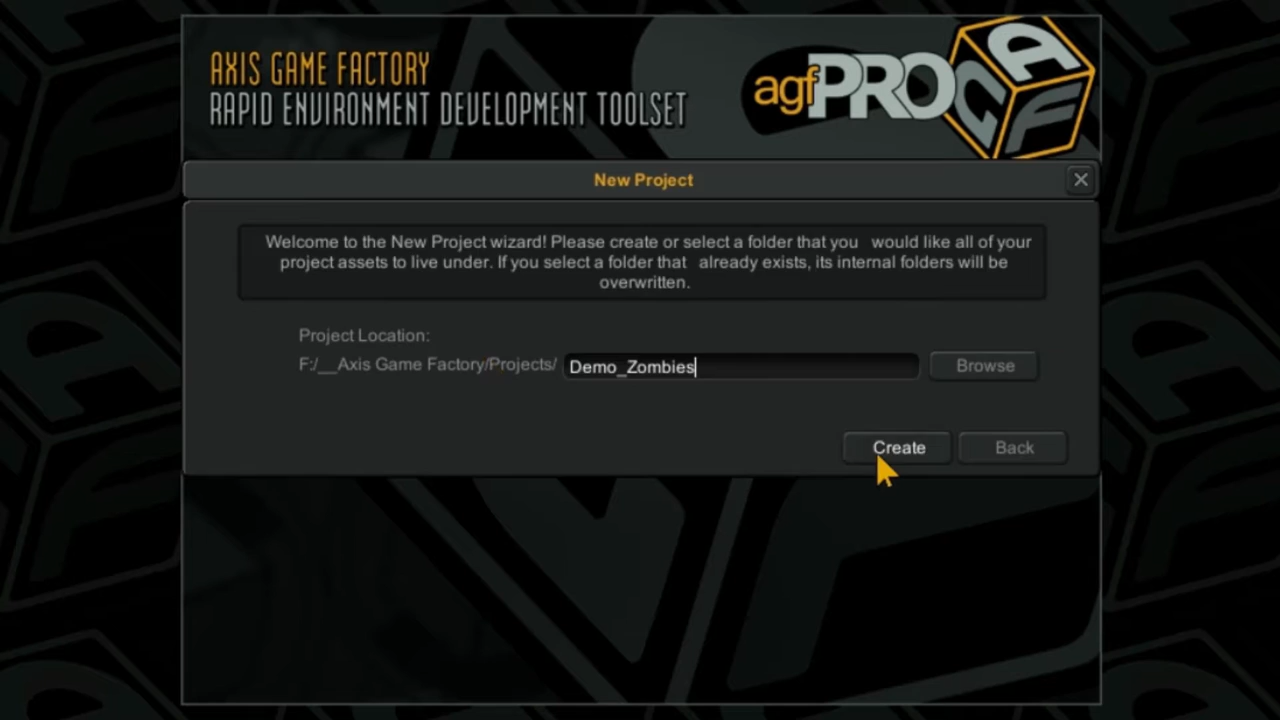 AXIS GAME FACTORY
RAPID ENVIRONMENT DEVELOPMENT TOOLSET
agfPRO
AGF
New Project
Welcome to the New Project wizard! Please create or select a folder that you would like all of your
project assets to live under. If you select a folder that already exists, its internal folders will be
overwritten.
Project Location:
F:/__Axis Game Factory/Projects/ Demo_Zombies Browse
Create Back